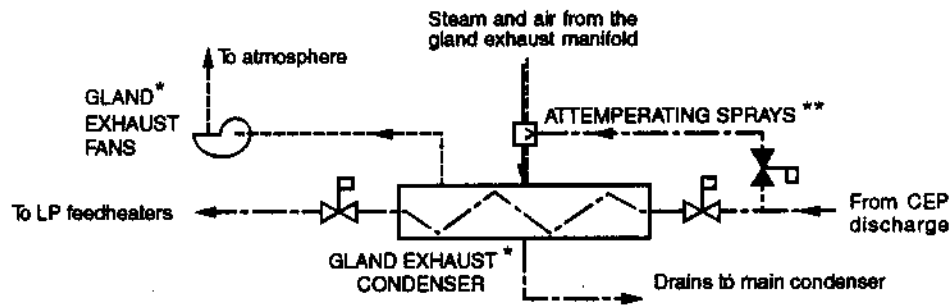 Steam and air from the
gland exhaust manifold
To atmosphere
GLAND*
EXHAUST
FANS
ATTEMPERATING SPRAYS **
To LP feedheaters
From CEP
discharge
GLAND EXHAUST *
CONDENSER
Drains to main condenser